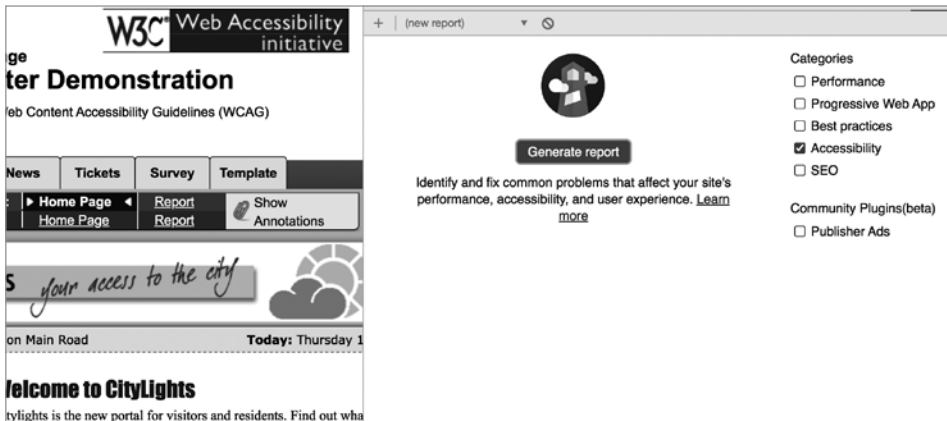 W3C® Web Accessibility
initiative
ge
ter Demonstration
Web Content Accessibility Guidelines (WCAG)
News Tickets Survey Template
: Home Page Report Show
Home Page Report Annotations
S your access to the city
on Main Road Today: Thursday 1
Welcome to CityLights
tylights is the new portal for visitors and residents. Find out wha
+ (new report)
Generate report
Identify and fix common problems that affect your site's
performance, accessibility, and user experience. Learn
more
Categories
Performance
Progressive Web App
Best practices
Accessibility
SEO
Community Plugins(beta)
Publisher Ads